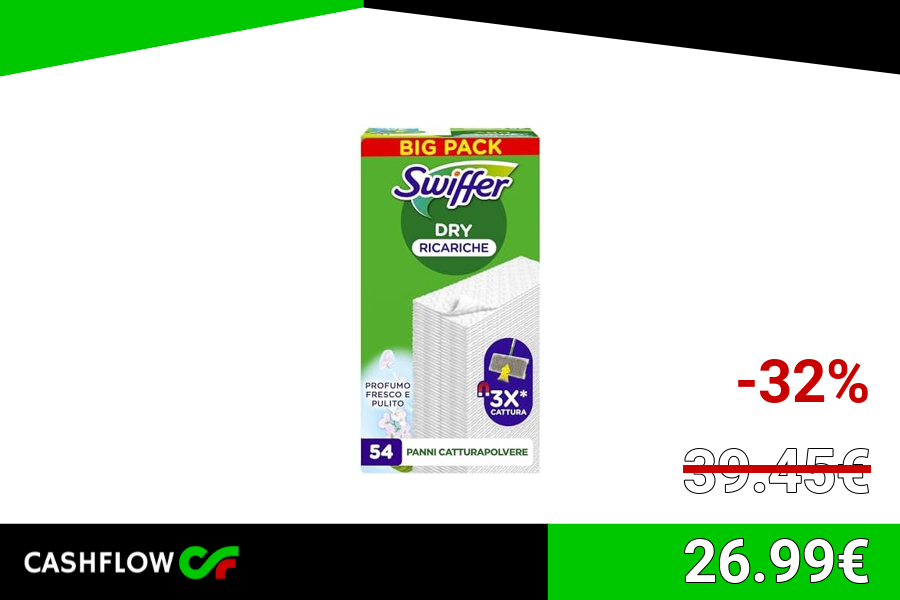 BIG PACK
Swiffer
DRY
RICARICHE
PROFUMO
FRESCO E
PULITO
3X*
CATTURA
54 PANNI CATTURAPOLVERE
-32%
39.45€
CASHFLOW
26.99€